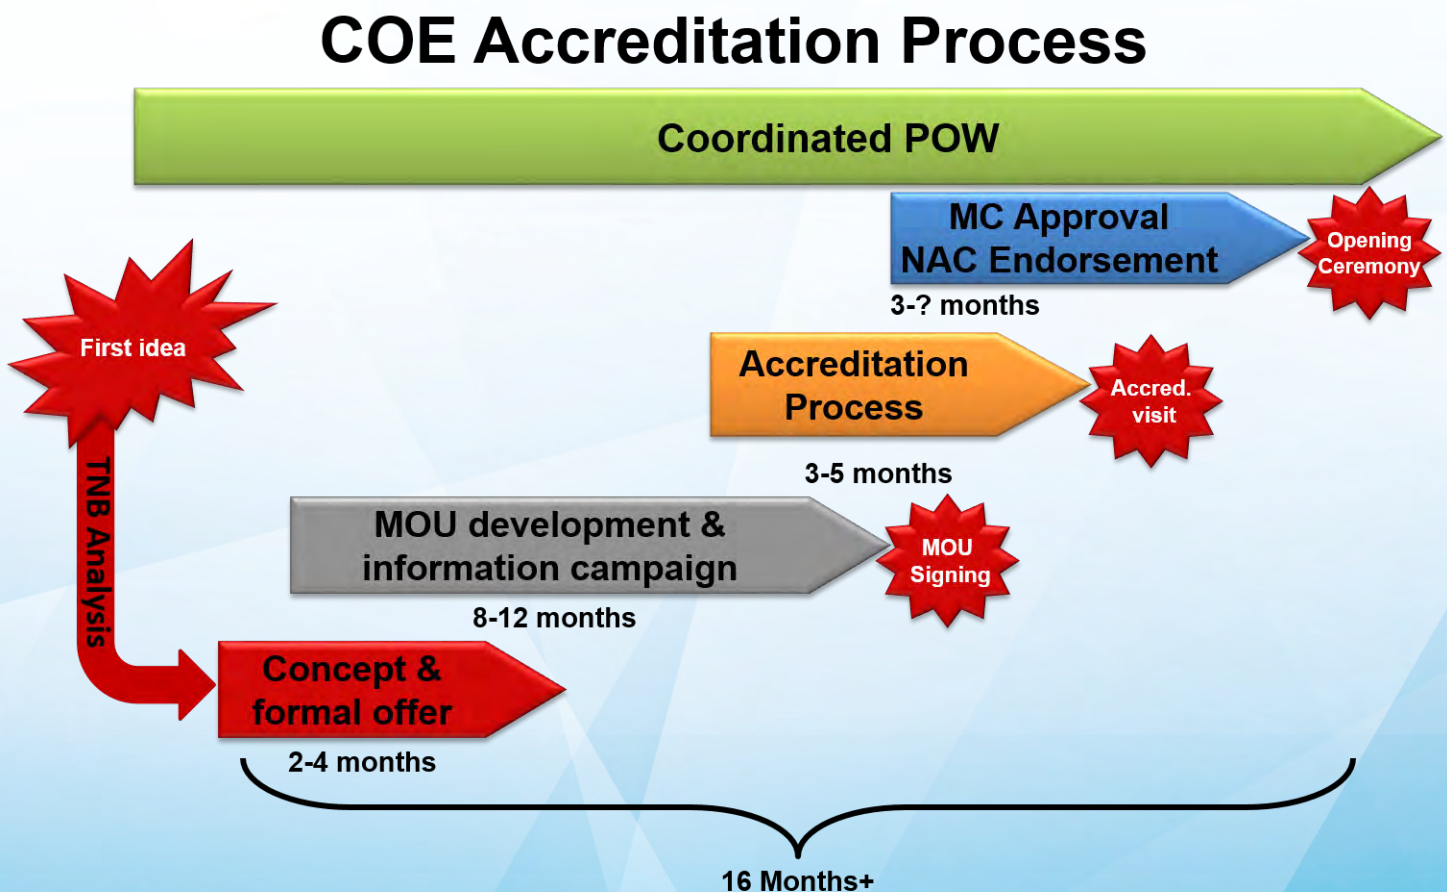 COE Accreditation Process
Coordinated POW
MC Approval
NAC Endorsement
3-? months
Opening
Ceremony
First idea
TNB Analysis
Accreditation
Process
3-5 months
Accred.
visit
MOU development &
information campaign
8-12 months
MOU
Signing
Concept &
formal offer
2-4 months
16 Months+